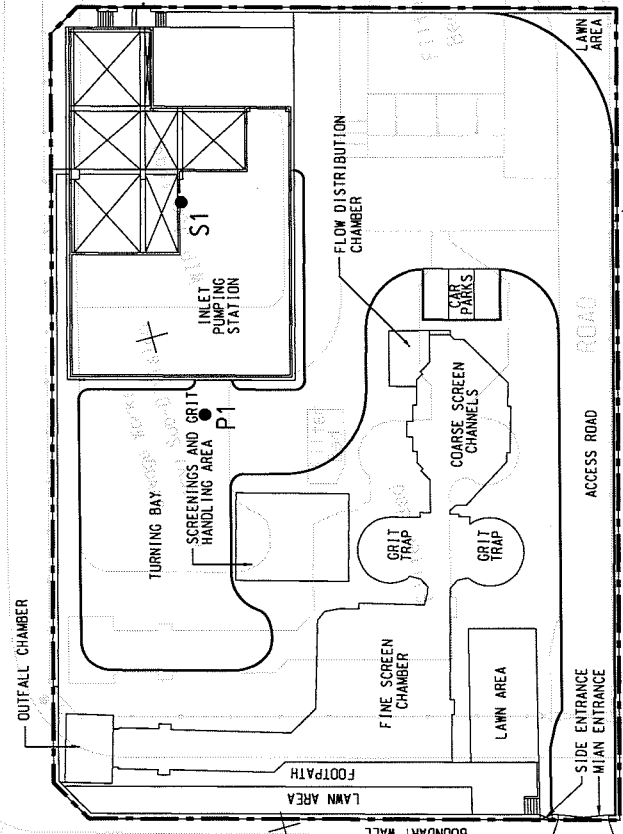 LAWN
AREA
FLOW DISTRIBUTION
CHAMBER
S1
INLET
PUMPING
STATION
CAR
PARKS
ROAD
COARSE SCREEN
CHANNELS
ACCESS ROAD
P1
SCREENINGS AND GRIT
HANDLING AREA
TURNING BAY
GRIT
TRAP
GRIT
TRAP
OUTFALL CHAMBER
FINE SCREEN
CHAMBER
LAWN AREA
SIDE ENTRANCE
MIAN ENTRANCE
FOOTPATH
LAWN AREA
BOUNDARY WALL